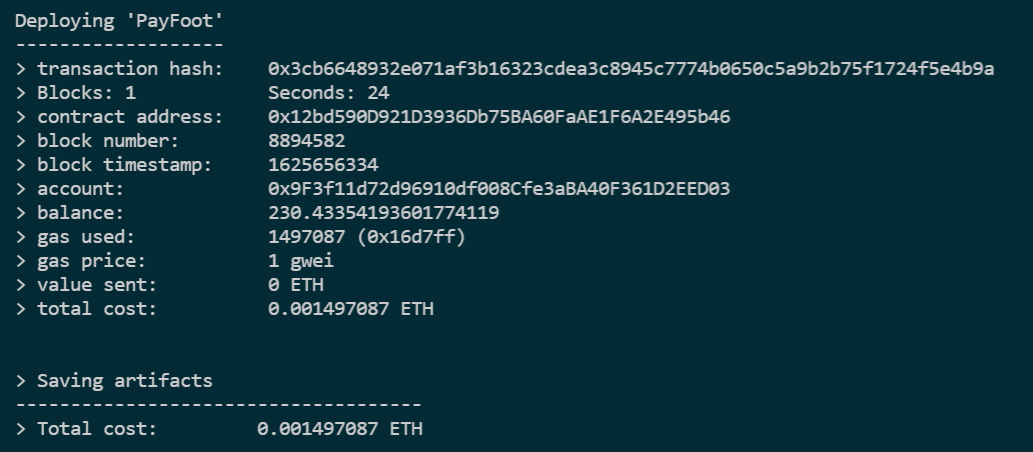 Deploying 'PayFoot'
-------------------
> transaction hash:    0x3cb6648932e071af3b16323cdea3c8945c7774b0650c5a9b2b75f1724f5e4b9a
> Blocks: 1            Seconds: 24
> contract address:    0x12bd590D921D3936Db75BA60FaAE1F6A2E495b46
> block number:        8894582
> block timestamp:     1625656334
> account:             0x9F3f11d72d96910df008Cfe3aBA40F361D2EED03
> balance:             230.43354193601774119
> gas used:            1497087 (0x16d7ff)
> gas price:           1 gwei
> value sent:          0 ETH
> total cost:          0.001497087 ETH
> Saving artifacts
-------------------------------------
> Total cost:         0.001497087 ETH